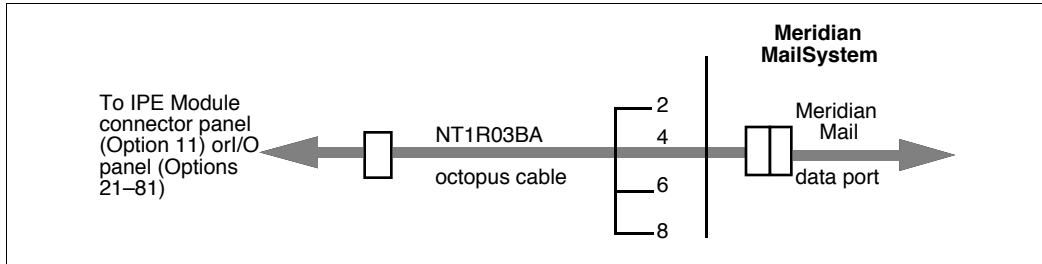 Meridian
MailSystem
To IPE Module
connector panel
(Option 11) orI/O
panel (Options
21–81)
NT1R03BA
octopus cable
2
4
6
8
Meridian
Mail
data port